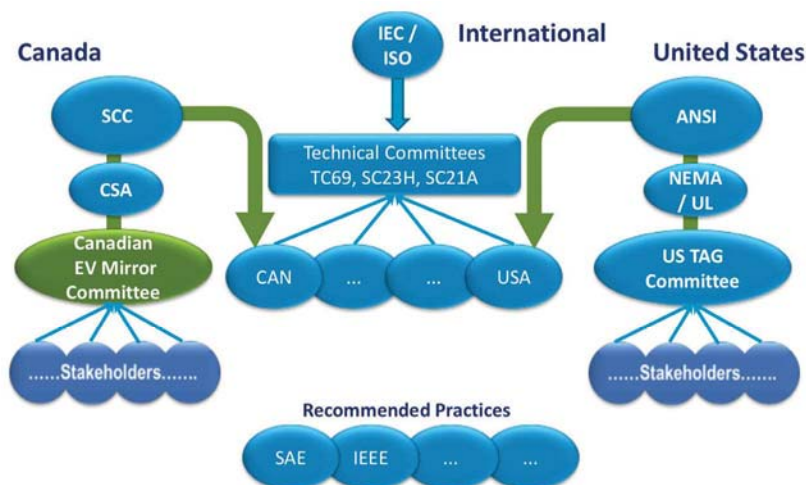 Canada
SCC
CSA
Canadian
EV Mirror
Committee
......Stakeholders.......
IEC /
ISO
International
Technical Committees
TC69, SC23H, SC21A
CAN
...
...
USA
United States
ANSI
NEMA
/ UL
US TAG
Committee
......Stakeholders.......
Recommended Practices
SAE
IEEE
...
...